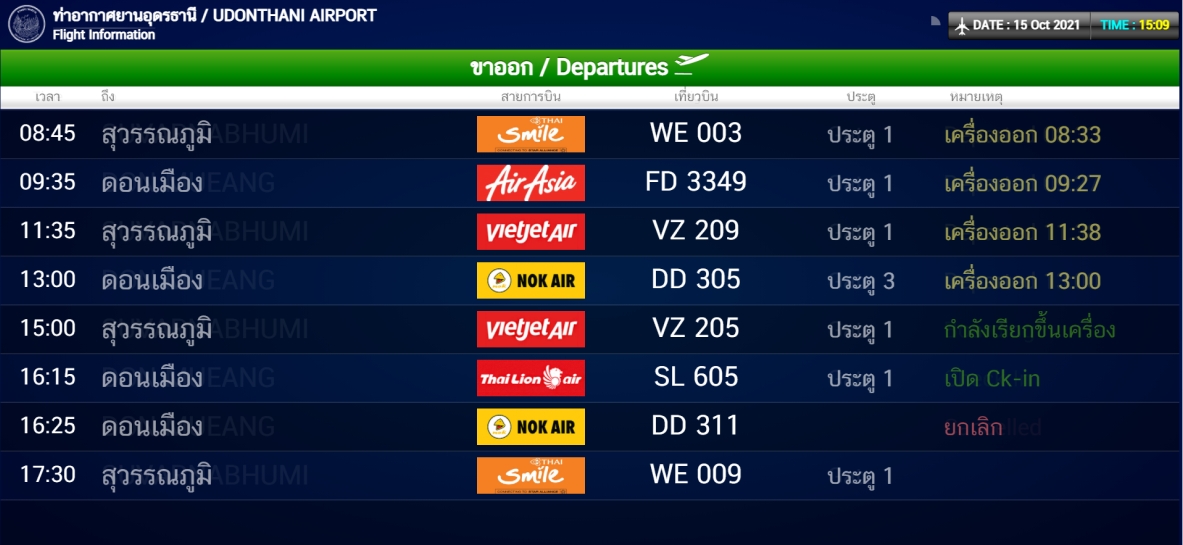 ท่าอากาศยานอุดรธานี / UDONTHANI AIRPORT
Flight Information
DATE : 15 Oct 2021 TIME : 15:09
ขาออก / Departures
เวลา ถึง สายการบิน เที่ยวบิน ประตู หมายเหตุ
08:45 สุวรรณภูมิ THAI Smile WE 003 ประตู 1 เครื่องออก 08:33
09:35 ดอนเมือง AirAsia FD 3349 ประตู 1 เครื่องออก 09:27
11:35 สุวรรณภูมิ vietjet Air VZ 209 ประตู 1 เครื่องออก 11:38
13:00 ดอนเมือง NOK AIR DD 305 ประตู 3 เครื่องออก 13:00
15:00 สุวรรณภูมิ vietjet Air VZ 205 ประตู 1 กำลังเรียกขึ้นเครื่อง
16:15 ดอนเมือง Thai Lion air SL 605 ประตู 1 เปิด Ck-in
16:25 ดอนเมือง NOK AIR DD 311 ยกเลิก
17:30 สุวรรณภูมิ THAI Smile WE 009 ประตู 1